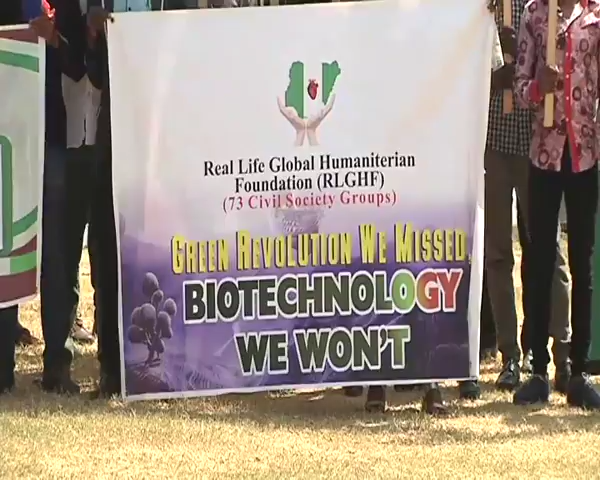 Real Life Global Humaniterian
Foundation (RLGHF)
(73 Civil Society Groups)
GREEN REVOLUTION WE MISSED,
BIOTECHNOLOGY
WE WON'T